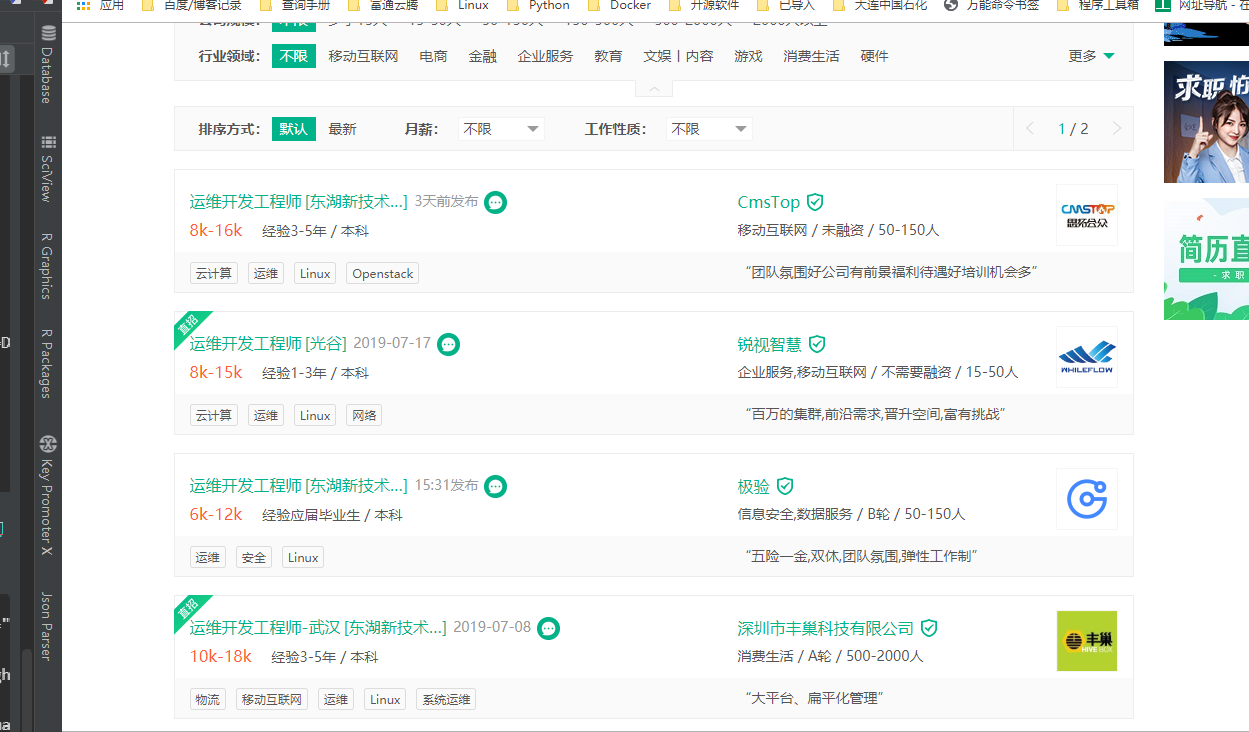 应用 百度/博客记录 查询手册 富通云腾 Linux Python Docker 开源软件 已导入 大连中国石化 万能命令书签 程序工具箱 网址导航 - 在
Database
SciView
R Graphics
R Packages
Key Promoter X
Json Parser
行业领域: 不限 移动互联网 电商 金融 企业服务 教育 文娱丨内容 游戏 消费生活 硬件 更多
排序方式: 默认 最新 月薪: 不限 工作性质: 不限 1 / 2
运维开发工程师 [东湖新技术...] 3天前发布 CmsTop
8k-16k 经验3-5年 / 本科 移动互联网 / 未融资 / 50-150人
云计算 运维 Linux Openstack “团队氛围好公司有前景福利待遇好培训机会多”
CMSTOP
思拓合众
直招
运维开发工程师 [光谷] 2019-07-17 锐视智慧
8k-15k 经验1-3年 / 本科 企业服务,移动互联网 / 不需要融资 / 15-50人
云计算 运维 Linux 网络 “百万的集群,前沿需求,晋升空间,富有挑战”
WHILEFLOW
运维开发工程师 [东湖新技术...] 15:31发布 极验
6k-12k 经验应届毕业生 / 本科 信息安全,数据服务 / B轮 / 50-150人
运维 安全 Linux “五险一金,双休,团队氛围,弹性工作制”
直招
运维开发工程师-武汉 [东湖新技术...] 2019-07-08 深圳市丰巢科技有限公司
10k-18k 经验3-5年 / 本科 消费生活 / A轮 / 500-2000人
物流 移动互联网 运维 Linux 系统运维 “大平台、扁平化管理”
丰巢
HIVE BOX
求职 怕
简历直
- 求 职